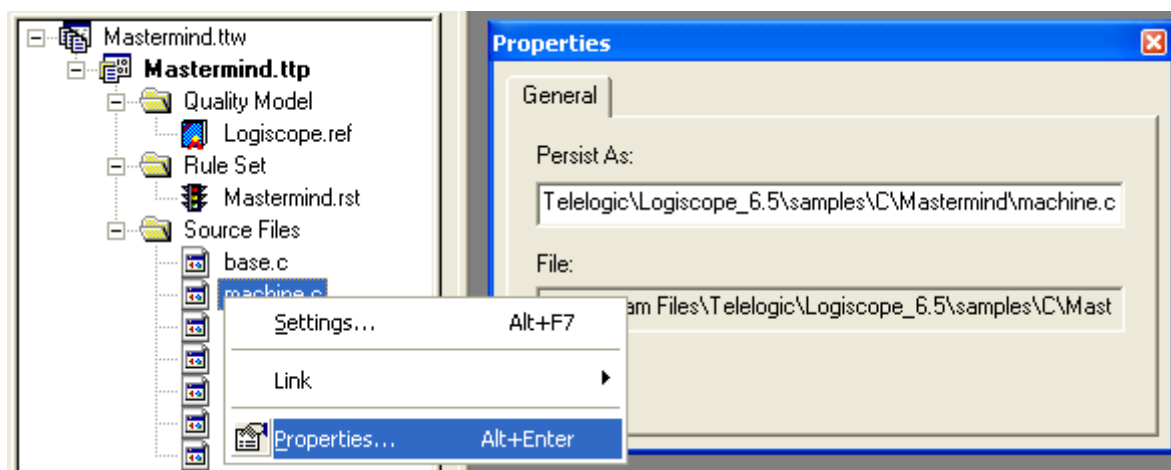 Mastermind.ttw
Mastermind.ttp
Quality Model
Logiscope.ref
Rule Set
Mastermind.rst
Source Files
base.c
machine.c
Settings... Alt+F7
Link
Properties... Alt+Enter
Properties
General
Persist As:
Telelogic\Logiscope_6.5\samples\C\Mastermind\machine.c
File:
am Files\Telelogic\Logiscope_6.5\samples\C\Mast